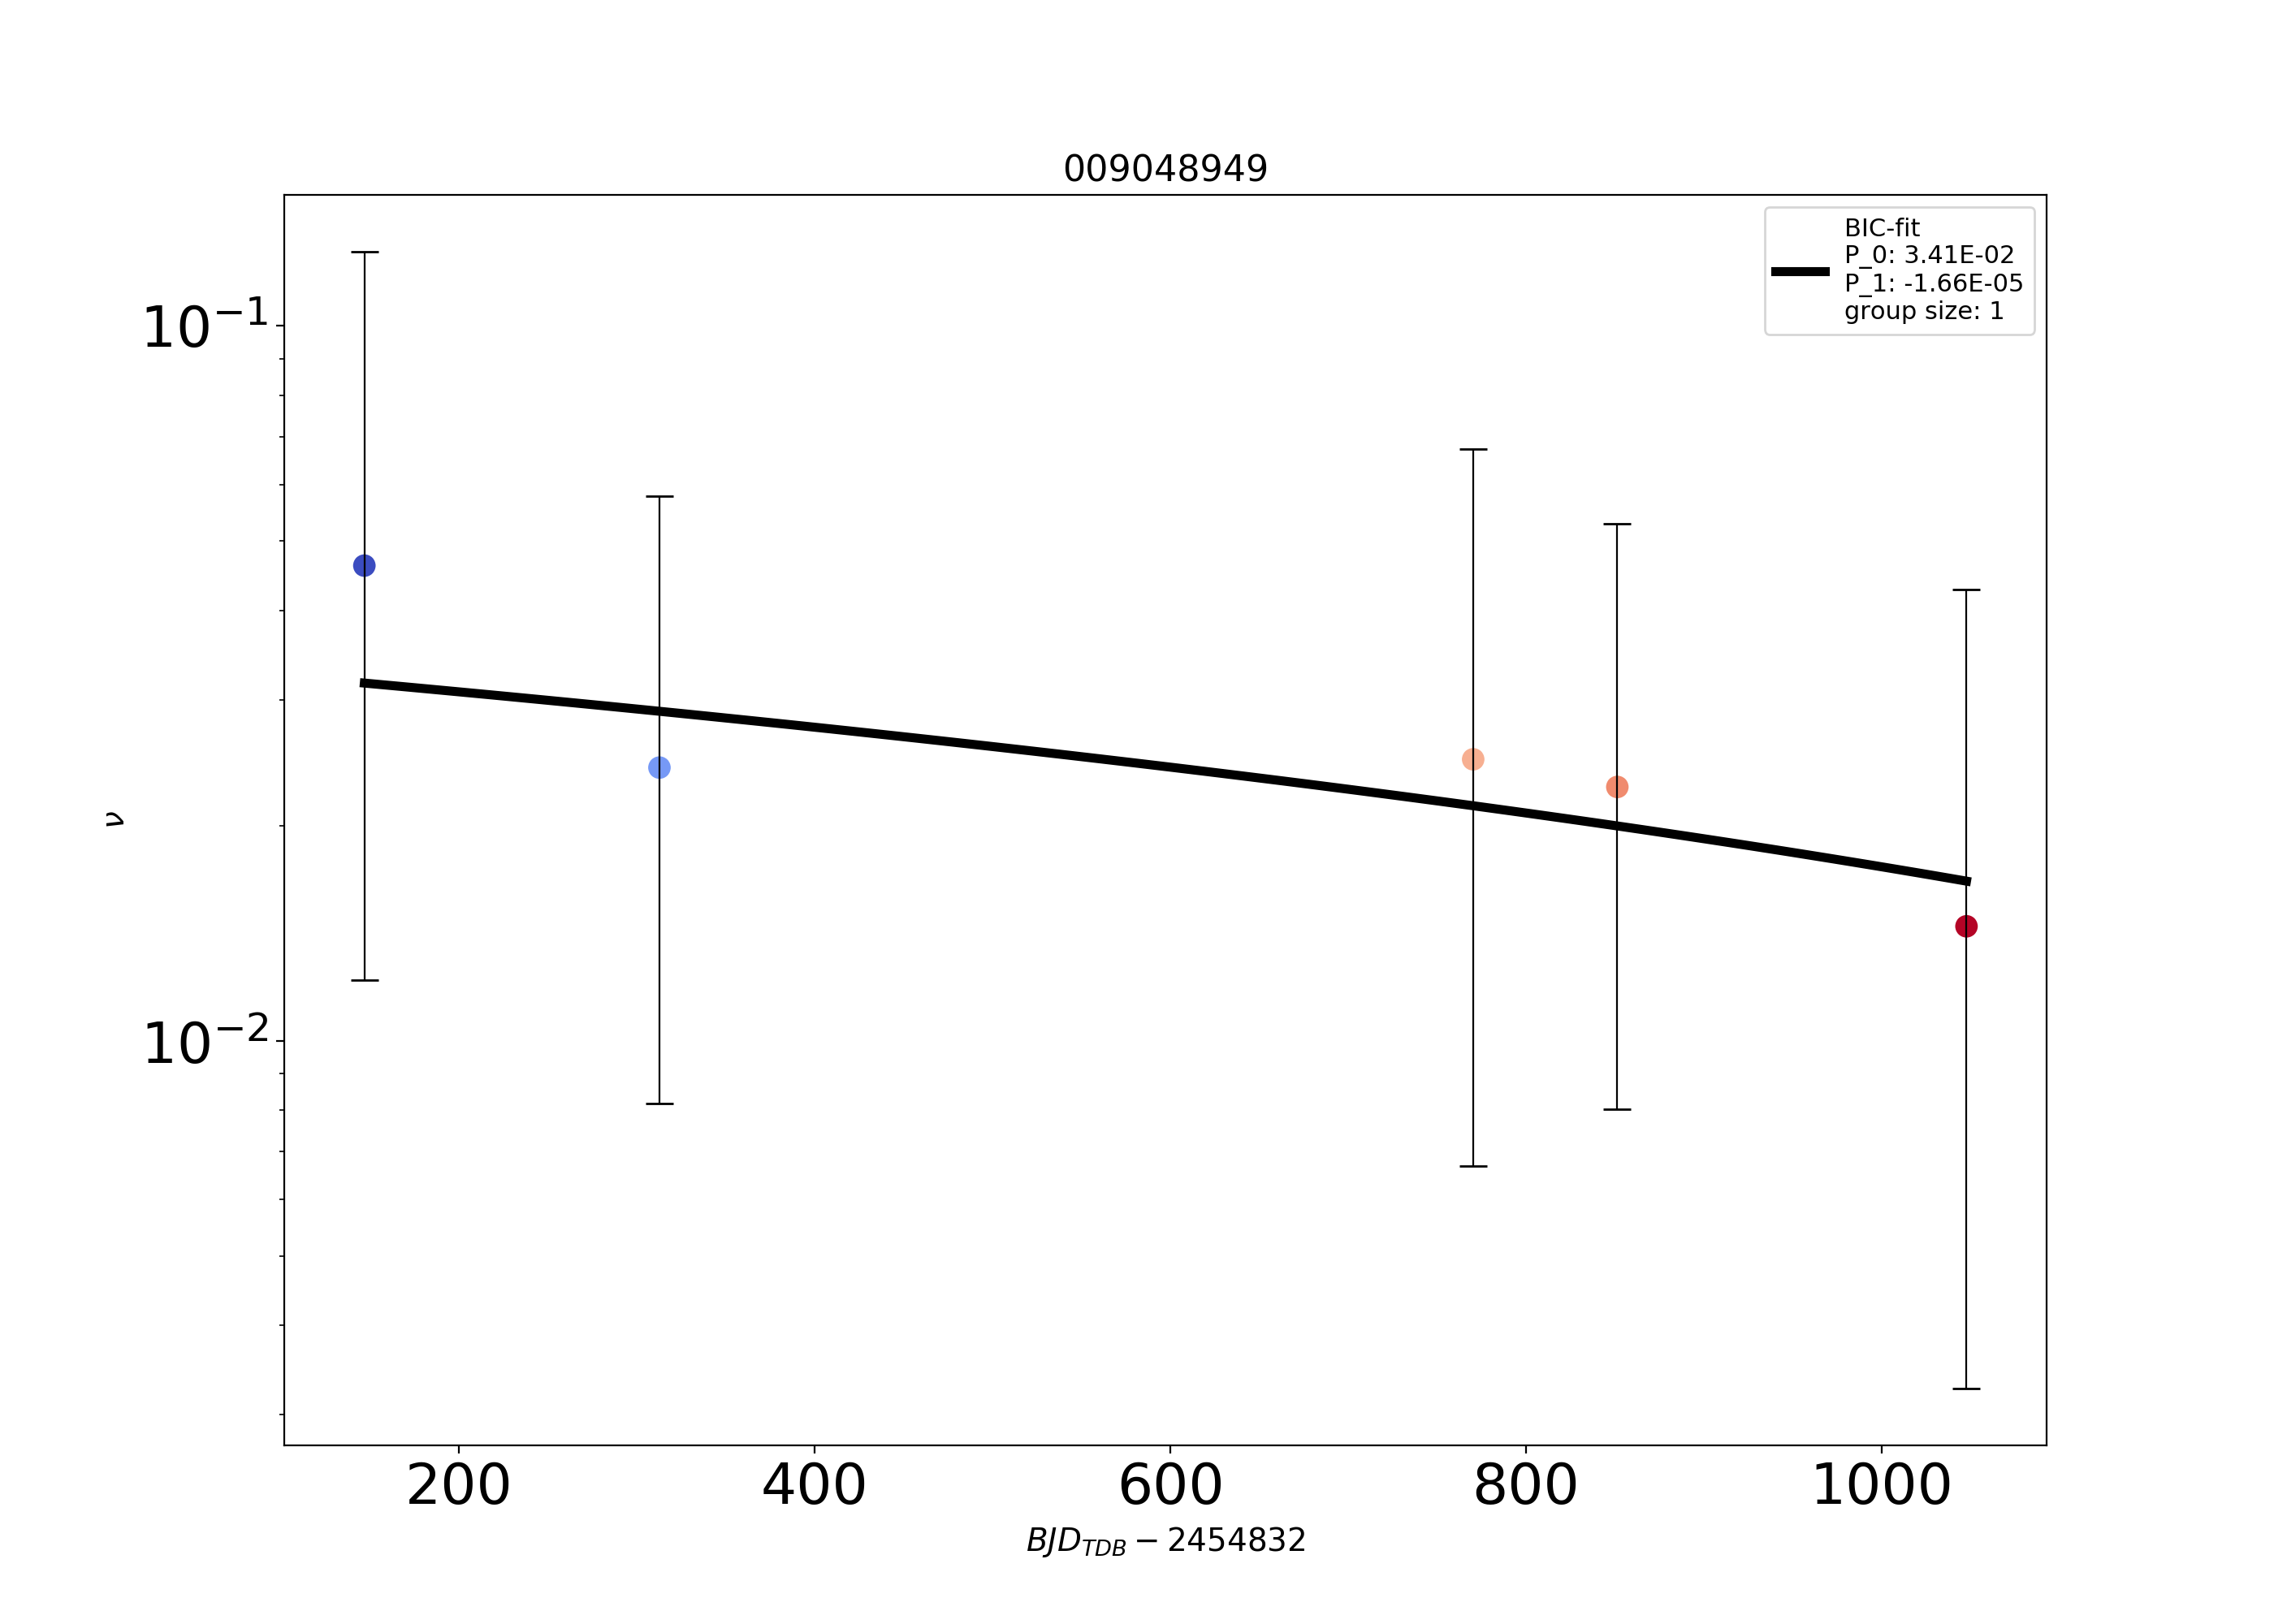 009048949
BIC-fit
P_0: 3.41E-02
P_1: -1.66E-05
group size: 1
10⁻¹
10⁻²
ν
200 400 600 800 1000
BJD_TDB − 2454832